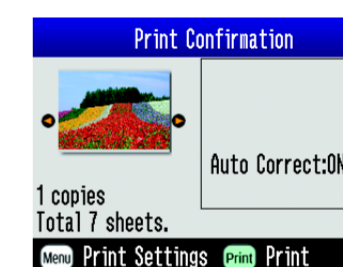 Print Confirmation
Auto Correct:ON
1 copies
Total 7 sheets.
Menu Print Settings Print Print